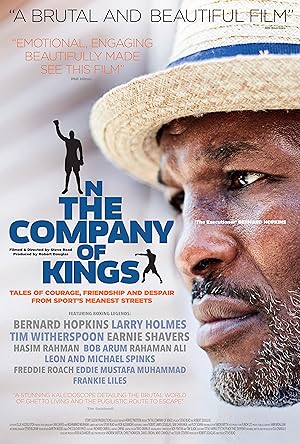 "A BRUTAL AND BEAUTIFUL FILM"
"EMOTIONAL, ENGAGING
BEAUTIFULLY MADE
SEE THIS FILM"
"The Executioner" BERNARD HOPKINS
IN
THE
COMPANY
OF
KINGS
Filmed & Directed by Steve Read
Produced by Robert Douglas
TALES OF COURAGE, FRIENDSHIP AND DESPAIR
FROM SPORT'S MEANEST STREETS
FEATURING BOXING LEGENDS:
BERNARD HOPKINS LARRY HOLMES
TIM WITHERSPOON EARNIE SHAVERS
HASIM RAHMAN BOB ARUM RAHAMAN ALI
LEON AND MICHAEL SPINKS
FREDDIE ROACH EDDIE MUSTAFA MUHAMMAD
FRANKIE LILES
"A STUNNING KALEIDOSCOPE DETAILING THE BRUTAL WORLD
OF GHETTO LIVING AND THE PUGILISTIC ROUTE TO ESCAPE"